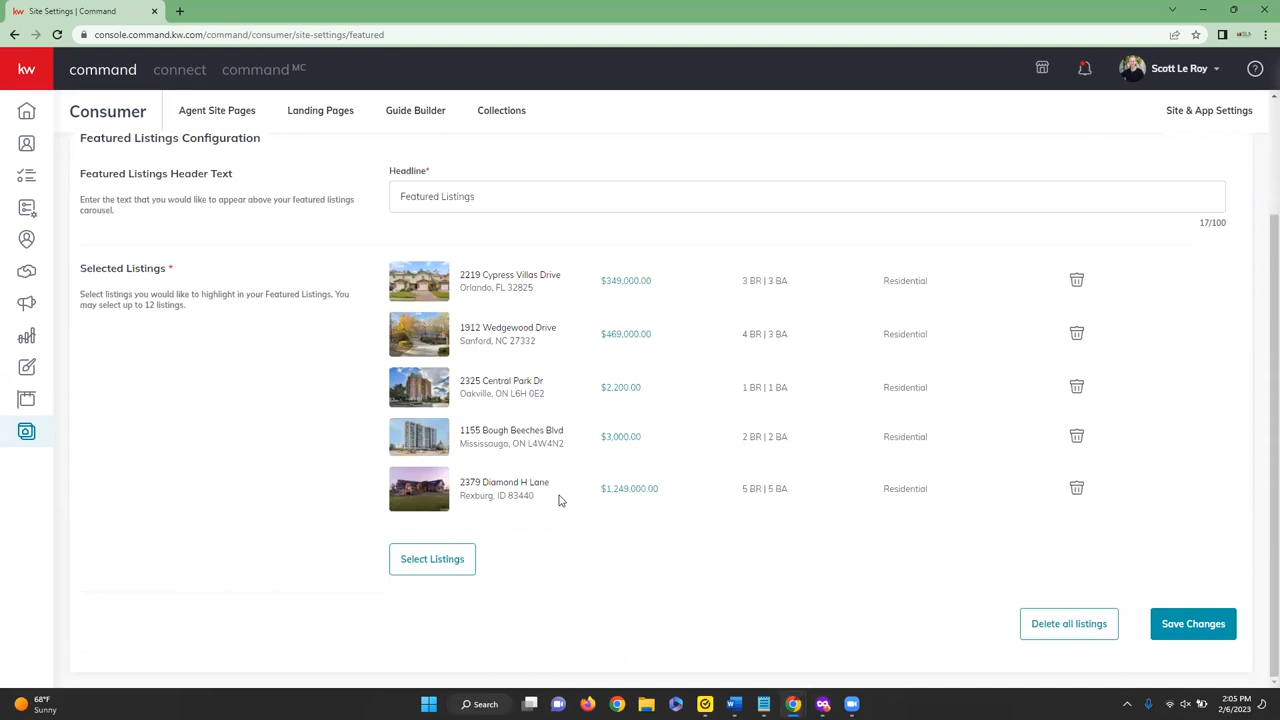 Site Settings | Command
console.command.kw.com/command/consumer/site-settings/featured
kw
command connect command MC
Scott Le Roy
Consumer
Agent Site Pages
Landing Pages
Guide Builder
Collections
Site & App Settings
Featured Listings Configuration
Featured Listings Header Text
Enter the text that you would like to appear above your featured listings
carousel.
Headline*
Featured Listings
17/100
Selected Listings *
Select listings you would like to highlight in your Featured Listings. You
may select up to 12 listings.
2219 Cypress Villas Drive
Orlando, FL 32825
$349,000.00
3 BR | 3 BA
Residential
1912 Wedgewood Drive
Sanford, NC 27332
$469,000.00
4 BR | 3 BA
Residential
2325 Central Park Dr
Oakville, ON L6H 0E2
$2,200.00
1 BR | 1 BA
Residential
1155 Bough Beeches Blvd
Mississauga, ON L4W4N2
$3,000.00
2 BR | 2 BA
Residential
2379 Diamond H Lane
Rexburg, ID 83440
$1,249,000.00
5 BR | 5 BA
Residential
Select Listings
Delete all listings
Save Changes
68°F
Sunny
Search
2:05 PM
2/6/2023